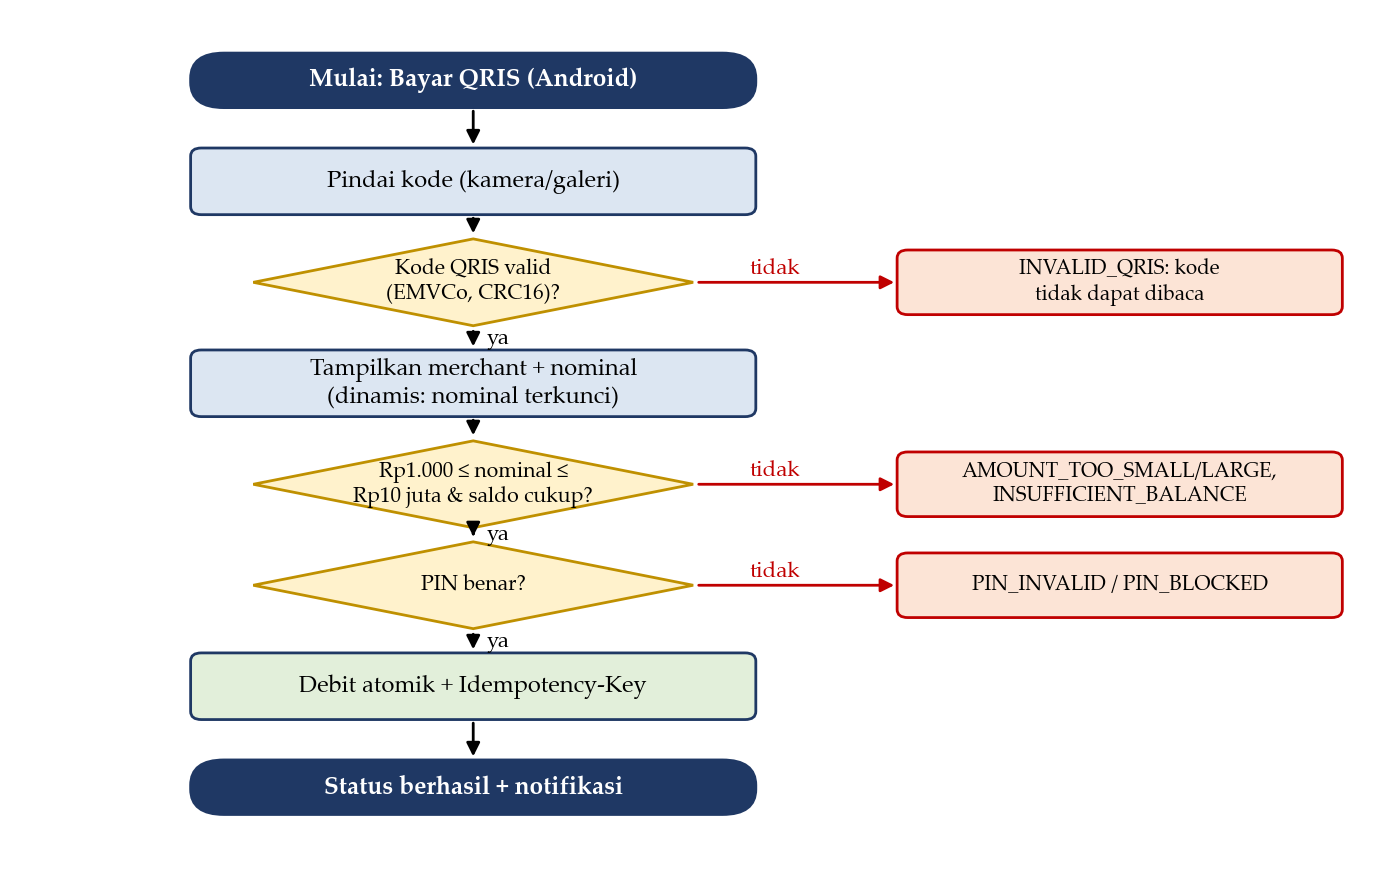 Mulai: Bayar QRIS (Android)
Pindai kode (kamera/galeri)
Kode QRIS valid
(EMVCo, CRC16)?
tidak
INVALID_QRIS: kode
tidak dapat dibaca
ya
Tampilkan merchant + nominal
(dinamis: nominal terkunci)
Rp1.000 ≤ nominal ≤
Rp10 juta & saldo cukup?
tidak
AMOUNT_TOO_SMALL/LARGE,
INSUFFICIENT_BALANCE
ya
PIN benar?
tidak
PIN_INVALID / PIN_BLOCKED
ya
Debit atomik + Idempotency-Key
Status berhasil + notifikasi